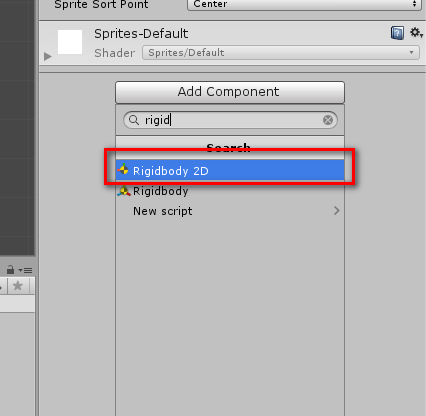 Sprite Sort Point Center
Sprites-Default
Shader Sprites/Default
Add Component
rigid
Search
Rigidbody 2D
Rigidbody
New script